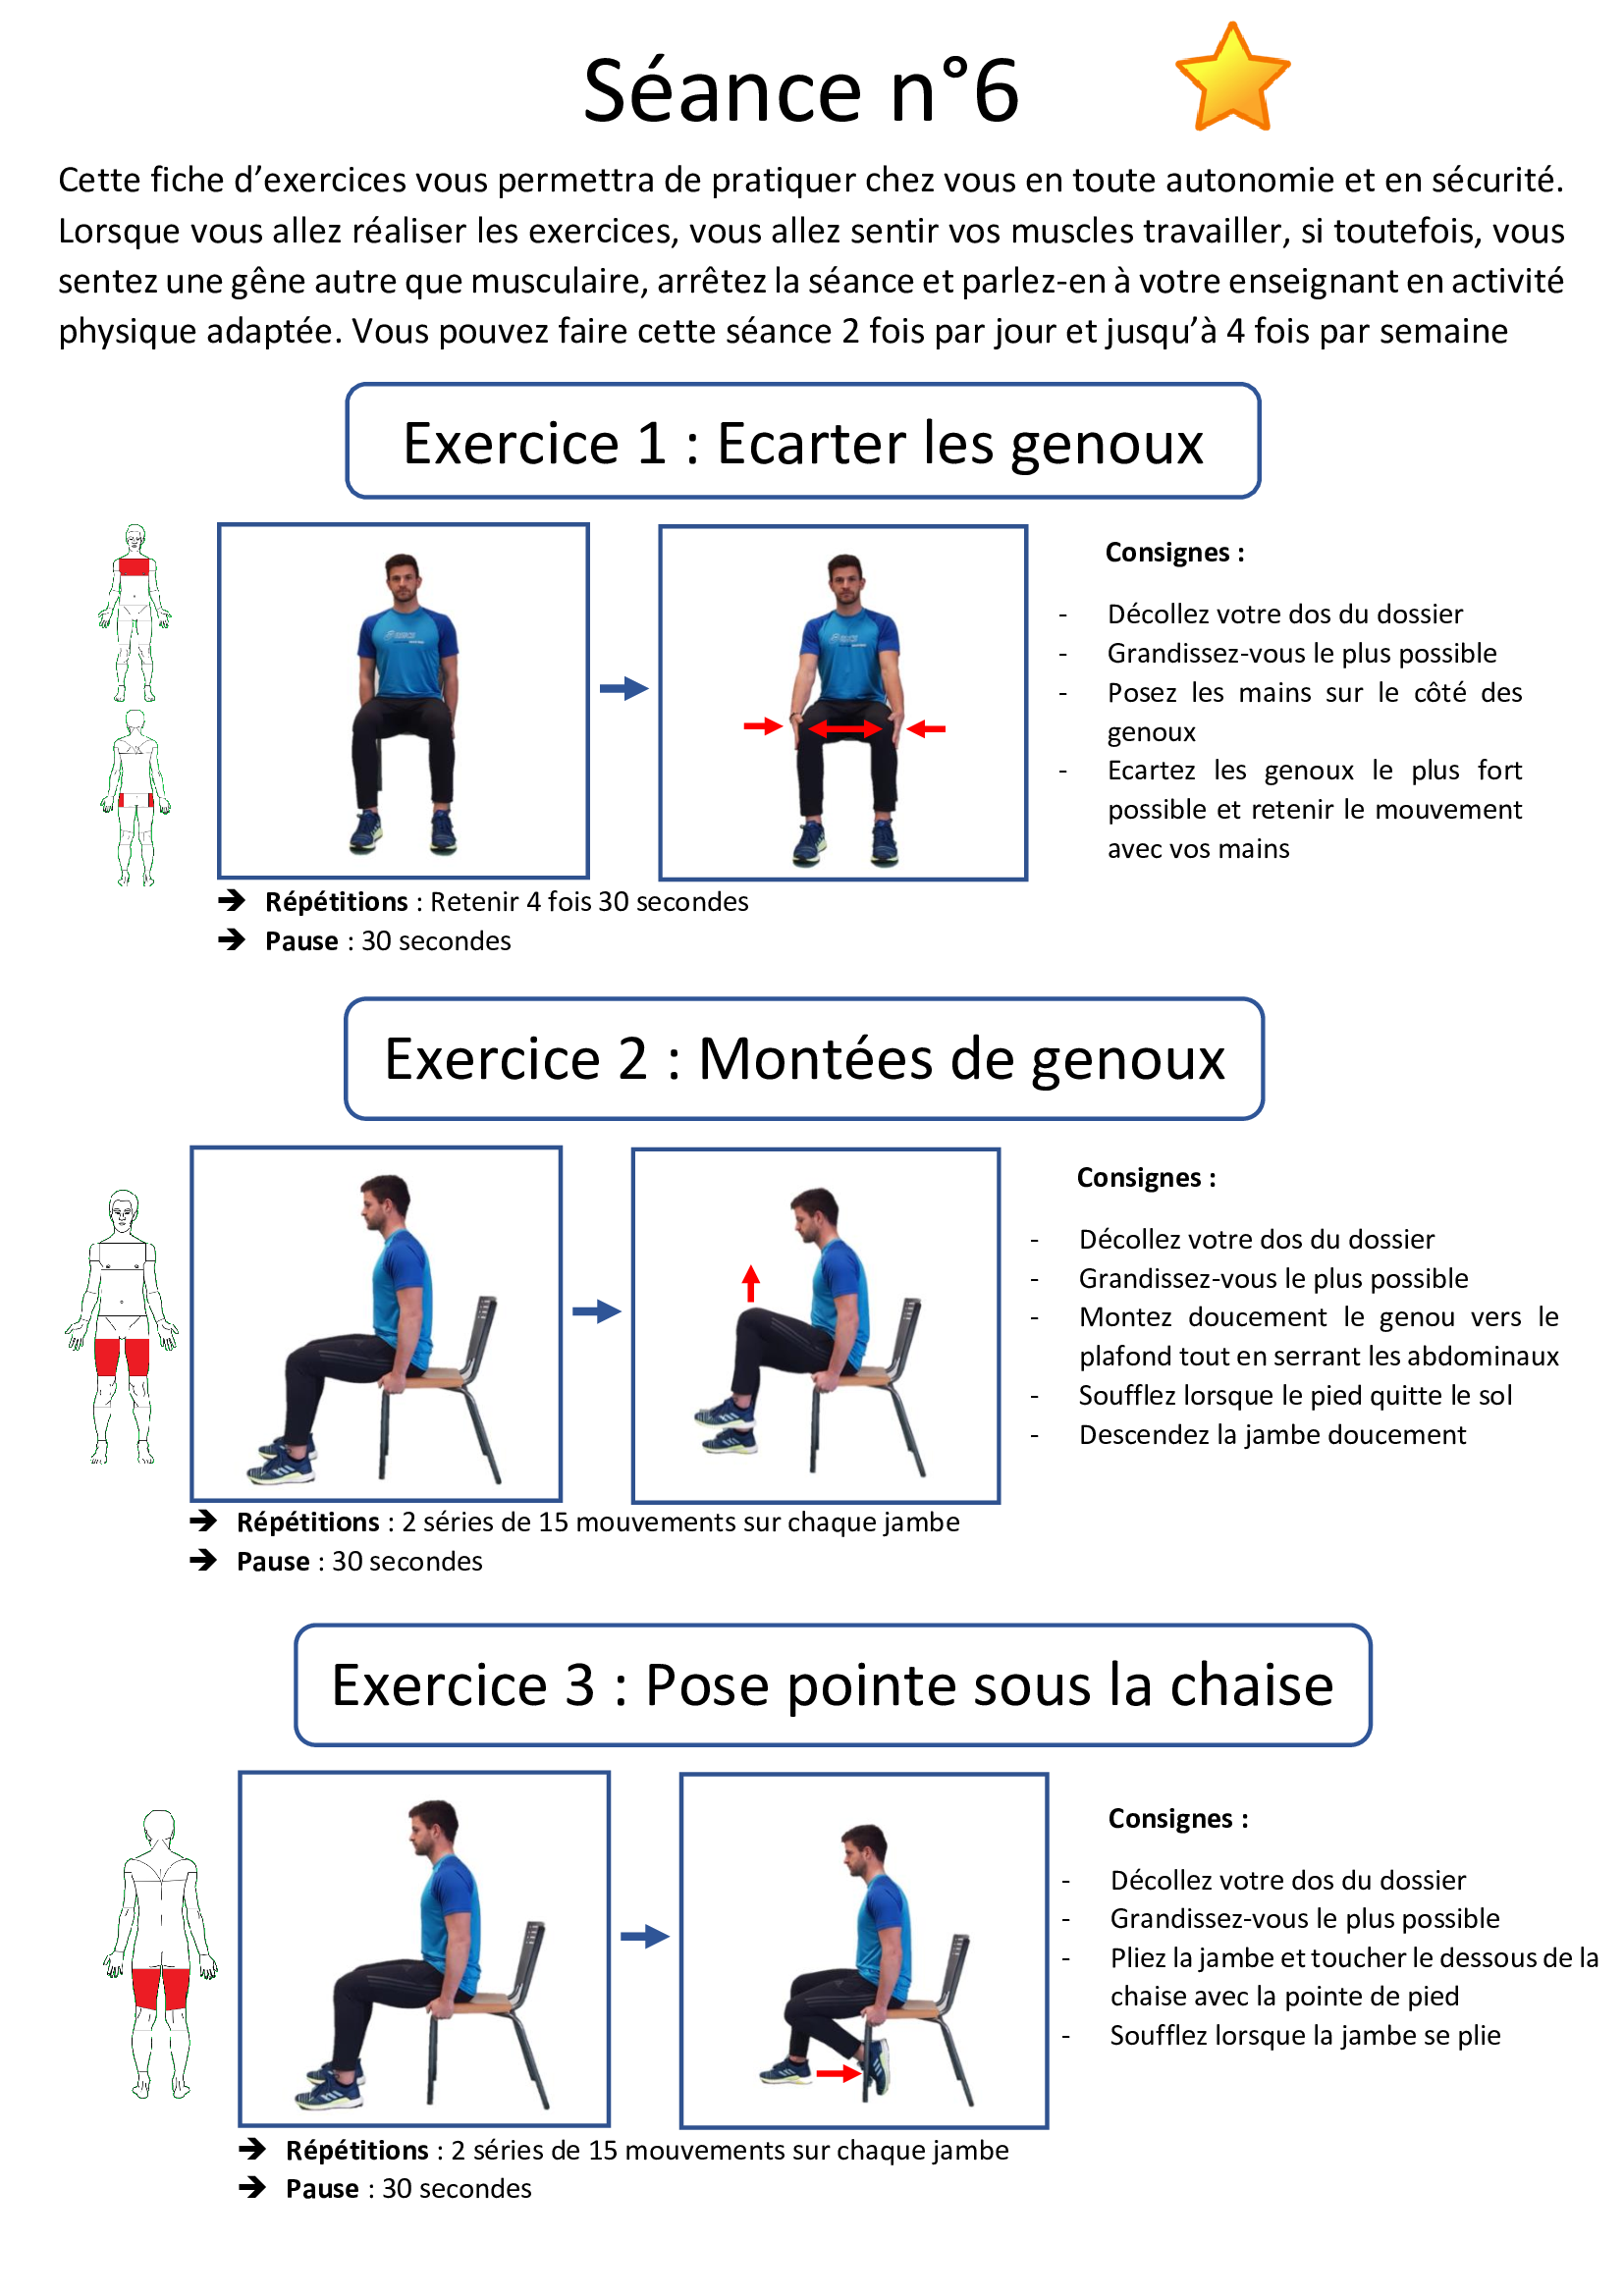 Séance n°6
Cette fiche d’exercices vous permettra de pratiquer chez vous en toute autonomie et en sécurité.
Lorsque vous allez réaliser les exercices, vous allez sentir vos muscles travailler, si toutefois, vous
sentez une gêne autre que musculaire, arrêtez la séance et parlez-en à votre enseignant en activité
physique adaptée. Vous pouvez faire cette séance 2 fois par jour et jusqu’à 4 fois par semaine
Exercice 1 : Ecarter les genoux
Consignes :
- Décollez votre dos du dossier
- Grandissez-vous le plus possible
- Posez les mains sur le côté des
genoux
- Ecartez les genoux le plus fort
possible et retenir le mouvement
avec vos mains
➔ Répétitions : Retenir 4 fois 30 secondes
➔ Pause : 30 secondes
Exercice 2 : Montées de genoux
Consignes :
- Décollez votre dos du dossier
- Grandissez-vous le plus possible
- Montez doucement le genou vers le
plafond tout en serrant les abdominaux
- Soufflez lorsque le pied quitte le sol
- Descendez la jambe doucement
➔ Répétitions : 2 séries de 15 mouvements sur chaque jambe
➔ Pause : 30 secondes
Exercice 3 : Pose pointe sous la chaise
Consignes :
- Décollez votre dos du dossier
- Grandissez-vous le plus possible
- Pliez la jambe et toucher le dessous de la
chaise avec la pointe de pied
- Soufflez lorsque la jambe se plie
➔ Répétitions : 2 séries de 15 mouvements sur chaque jambe
➔ Pause : 30 secondes